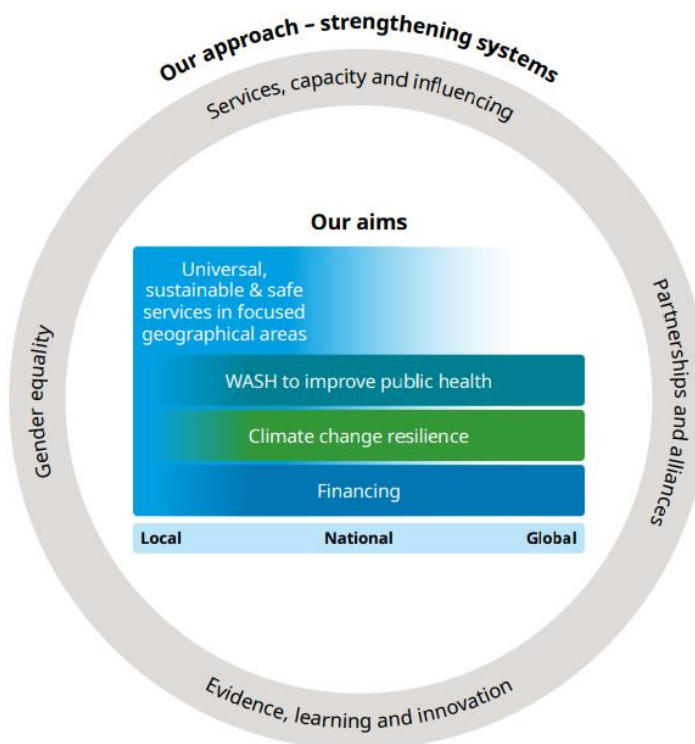 Our approach – strengthening systems
Services, capacity and influencing
Our aims
Universal,
sustainable & safe
services in focused
geographical areas
WASH to improve public health
Climate change resilience
Financing
Local National Global
Gender equality
Partnerships and alliances
Evidence, learning and innovation